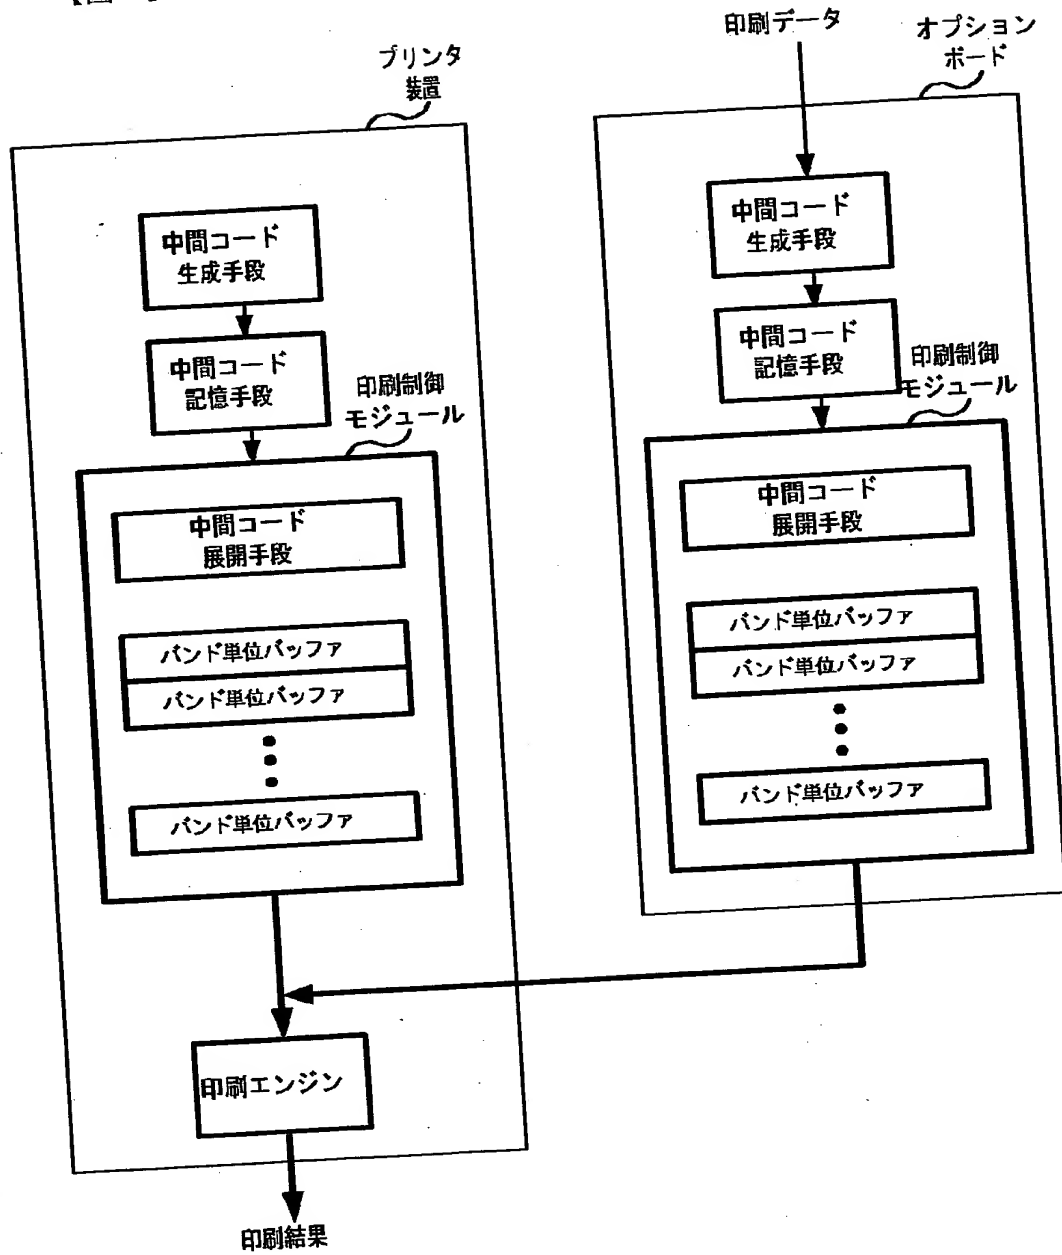 プリンタ
装置
中間コード
生成手段
中間コード
記憶手段
印刷制御
モジュール
中間コード
展開手段
バンド単位バッファ
バンド単位バッファ
バンド単位バッファ
印刷エンジン
印刷結果
印刷データ
オプション
ボード
中間コード
生成手段
中間コード
記憶手段
印刷制御
モジュール
中間コード
展開手段
バンド単位バッファ
バンド単位バッファ
バンド単位バッファ